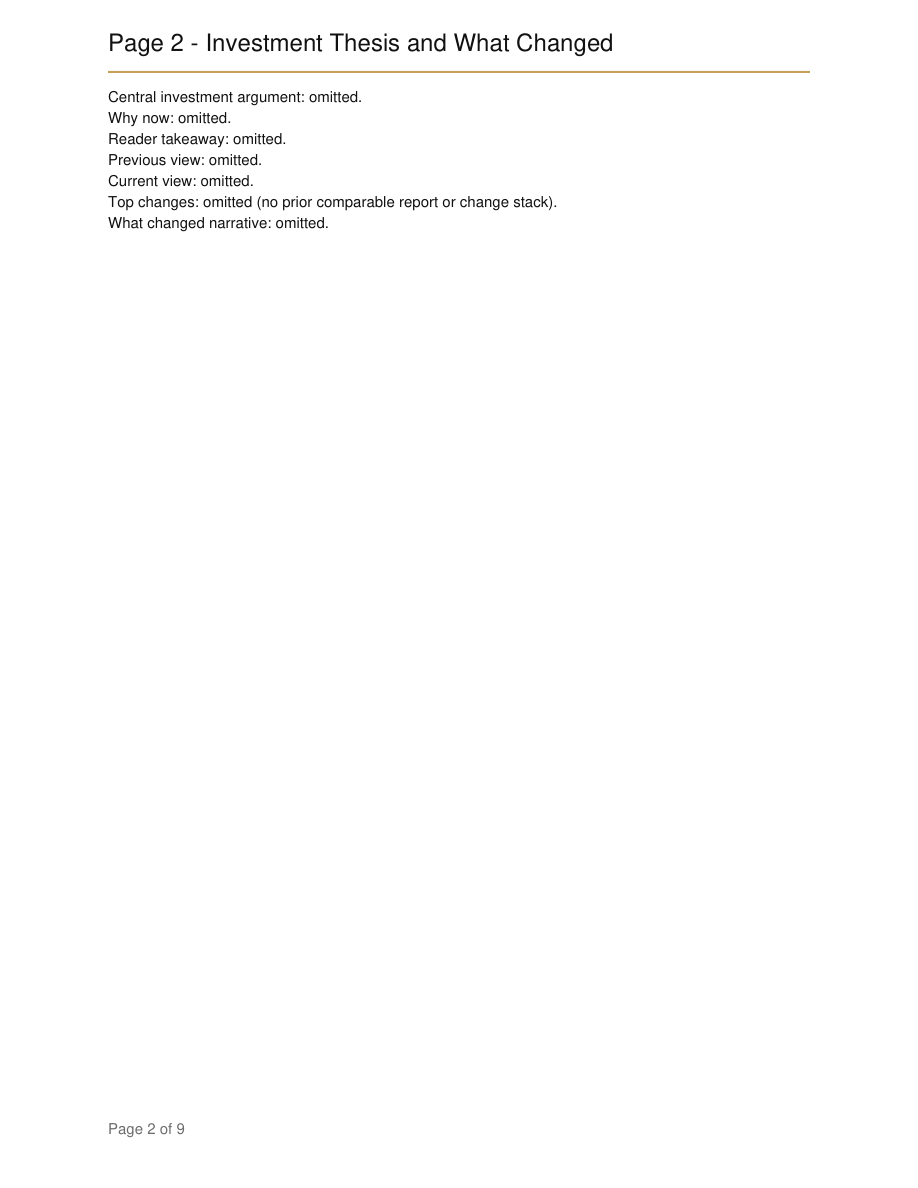 Page 2 - Investment Thesis and What Changed
Central investment argument: omitted.
Why now: omitted.
Reader takeaway: omitted.
Previous view: omitted.
Current view: omitted.
Top changes: omitted (no prior comparable report or change stack).
What changed narrative: omitted.
Page 2 of 9